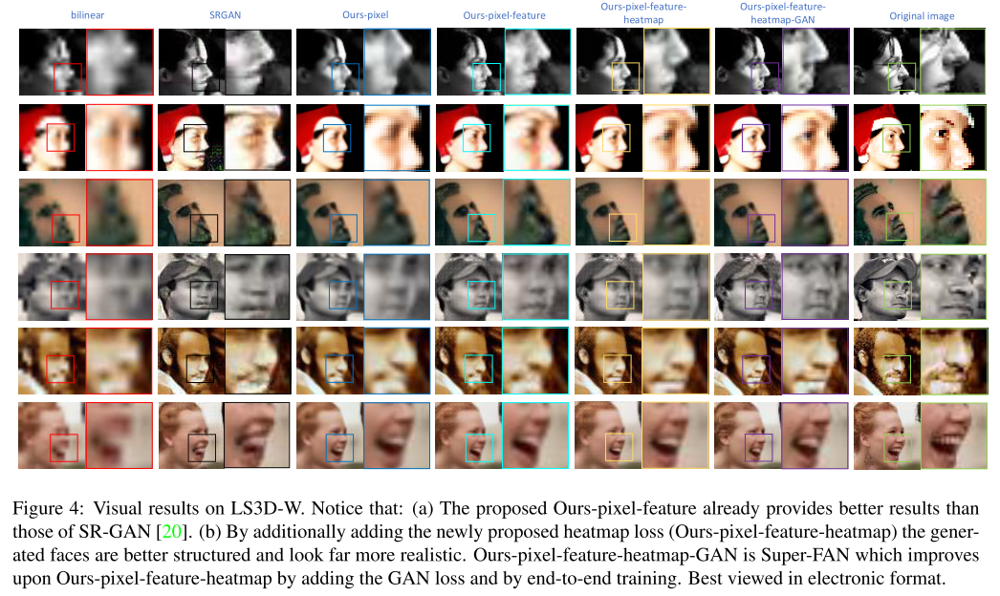 bilinear
SRGAN
Ours-pixel
Ours-pixel-feature
Ours-pixel-feature-
heatmap
Ours-pixel-feature-
heatmap-GAN
Original image
Figure 4: Visual results on LS3D-W. Notice that: (a) The proposed Ours-pixel-feature already provides better results than
those of SR-GAN [20]. (b) By additionally adding the newly proposed heatmap loss (Ours-pixel-feature-heatmap) the gener-
ated faces are better structured and look far more realistic. Ours-pixel-feature-heatmap-GAN is Super-FAN which improves
upon Ours-pixel-feature-heatmap by adding the GAN loss and by end-to-end training. Best viewed in electronic format.